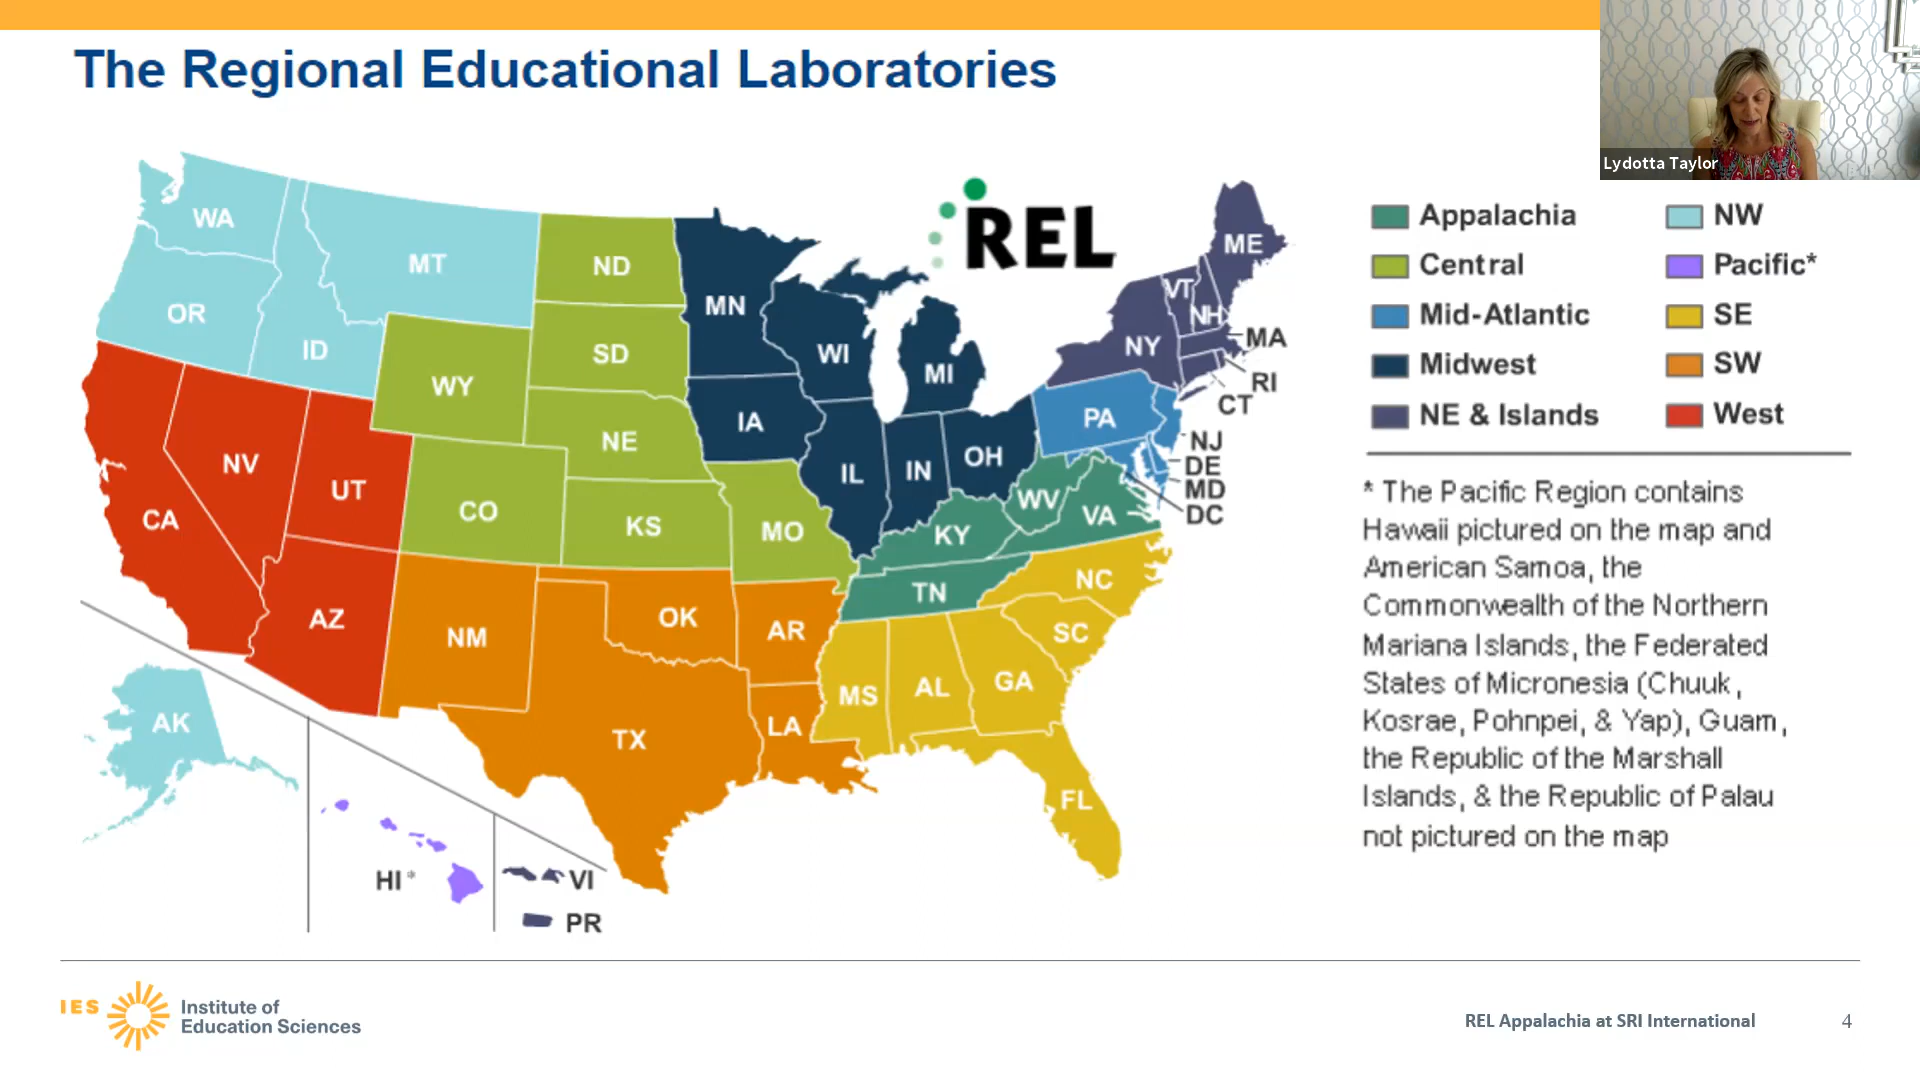 The Regional Educational Laboratories
Lydotta Taylor
REL
WA
MT
ND
MN
ME
OR
ID
SD
WI
MI
VT
NH
NY
MA
RI
CT
WY
IA
PA
NE
NJ
NV
UT
IL
IN
OH
DE
MD
DC
CA
CO
KS
MO
WV
VA
KY
AZ
NM
OK
AR
TN
NC
SC
TX
LA
MS
AL
GA
FL
AK
HI*
VI
PR
Appalachia
Central
Mid-Atlantic
Midwest
NE & Islands
NW
Pacific*
SE
SW
West
* The Pacific Region contains
Hawaii pictured on the map and
American Samoa, the
Commonwealth of the Northern
Mariana Islands, the Federated
States of Micronesia (Chuuk,
Kosrae, Pohnpei, & Yap), Guam,
the Republic of the Marshall
Islands, & the Republic of Palau
not pictured on the map
IES
Institute of
Education Sciences
REL Appalachia at SRI International
4